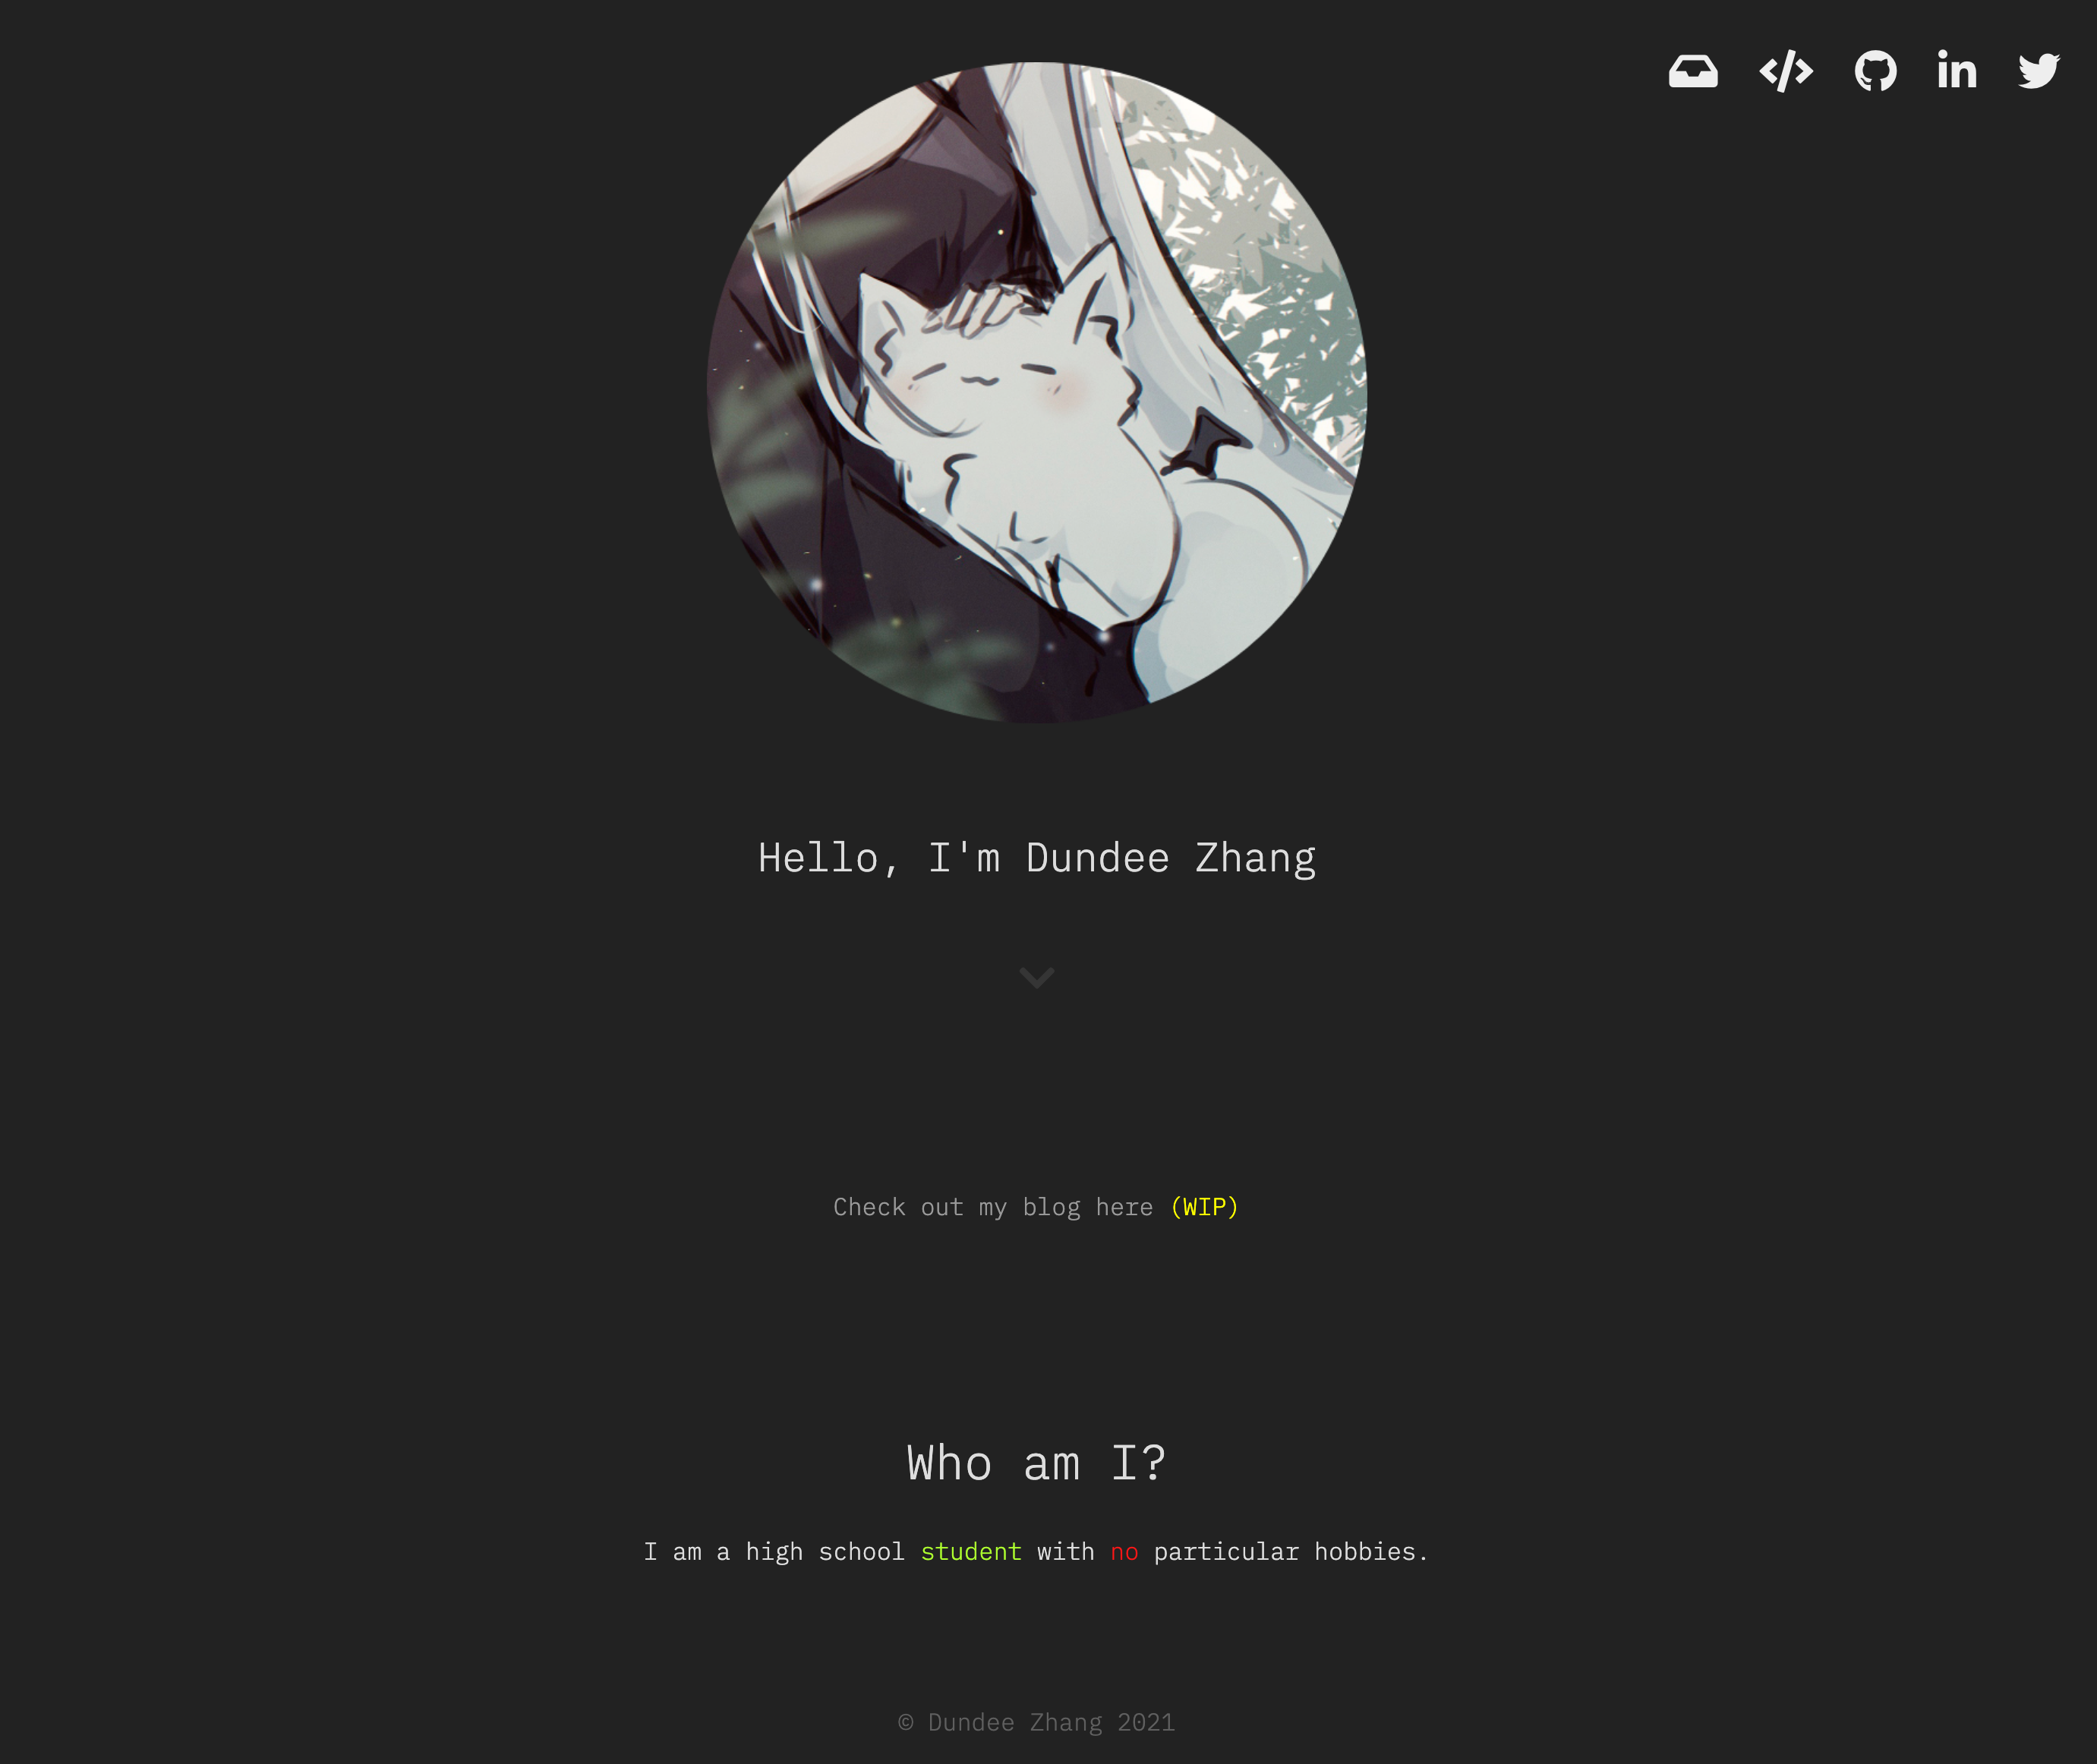 Hello, I'm Dundee Zhang
Check out my blog here (WIP)
Who am I?
I am a high school student with no particular hobbies.
© Dundee Zhang 2021